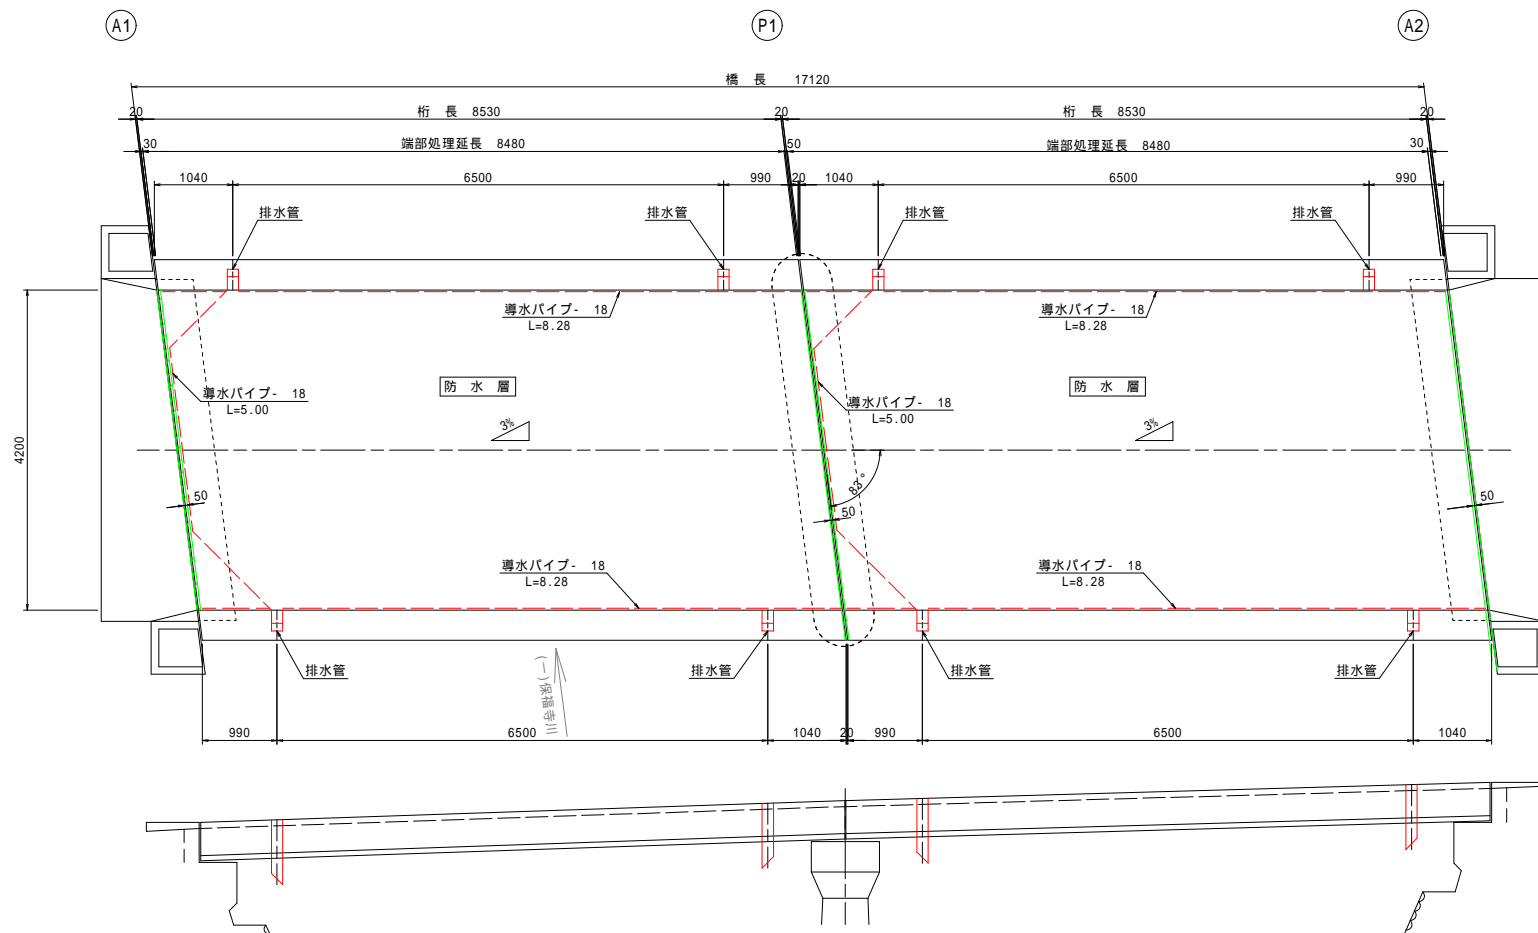 A1
P1
A2
橋 長 17120
20
桁 長 8530
20
桁 長 8530
20
30
端部処理延長 8480
50
端部処理延長 8480
30
1040
6500
990
20
1040
6500
990
排水管
排水管
排水管
排水管
導水パイプ- 18
L=8.28
導水パイプ- 18
L=8.28
導水パイプ- 18
L=5.00
防 水 層
導水パイプ- 18
L=5.00
防 水 層
3%
3%
4200
83°
50
50
50
導水パイプ- 18
L=8.28
導水パイプ- 18
L=8.28
排水管
排水管
排水管
排水管
(一)保福寺川
990
6500
1040
20
990
6500
1040